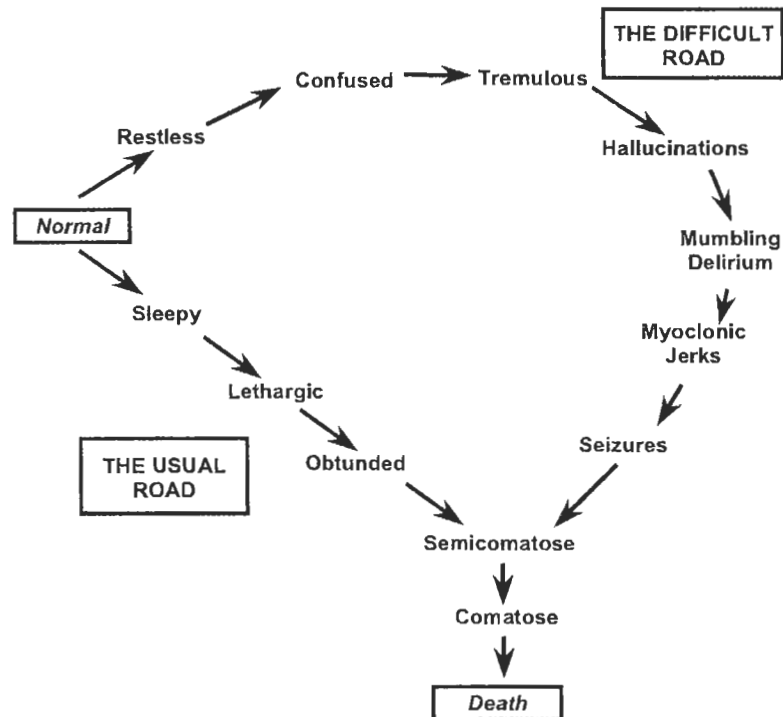 THE DIFFICULT
ROAD
Confused
Tremulous
Restless
Hallucinations
Normal
Mumbling
Delirium
Sleepy
Myoclonic
Jerks
Lethargic
Seizures
THE USUAL
ROAD
Obtunded
Semicomatose
Comatose
Death